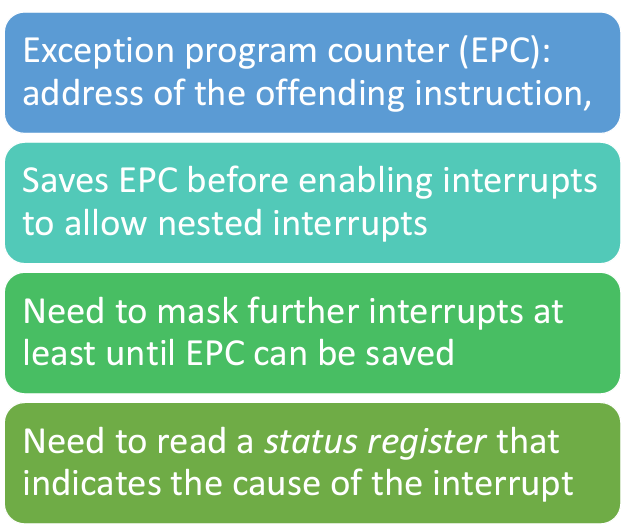 Exception program counter (EPC):
address of the offending instruction,
Saves EPC before enabling interrupts
to allow nested interrupts
Need to mask further interrupts at
least until EPC can be saved
Need to read a status register that
indicates the cause of the interrupt